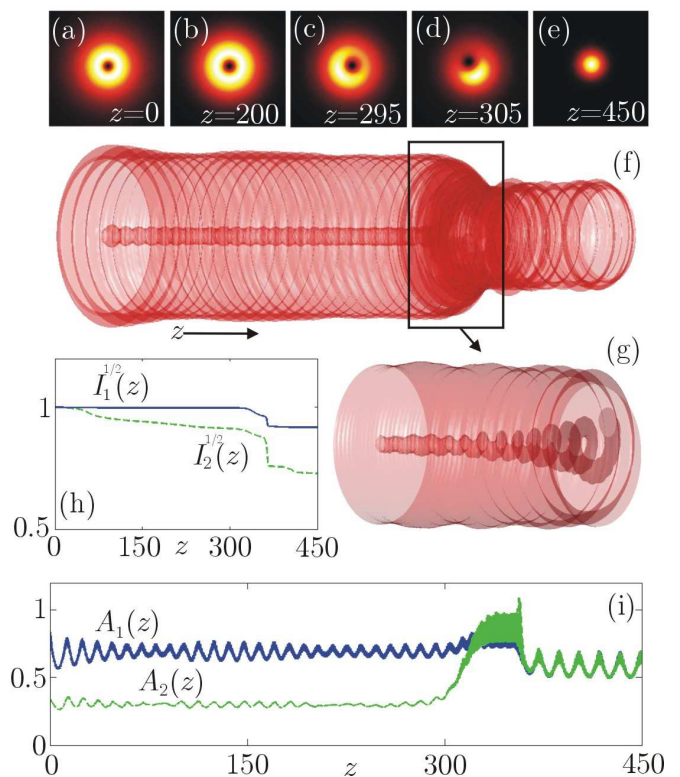 (a) (b) (c) (d) (e)
z=0 z=200 z=295 z=305 z=450
(f)
z
(g)
I₁^1/2(z)
1
I₂^1/2(z)
(h)
0.5
0 150 z 300 450
(i)
1
A₁(z)
0.5
A₂(z)
0
0 150 z 300 450